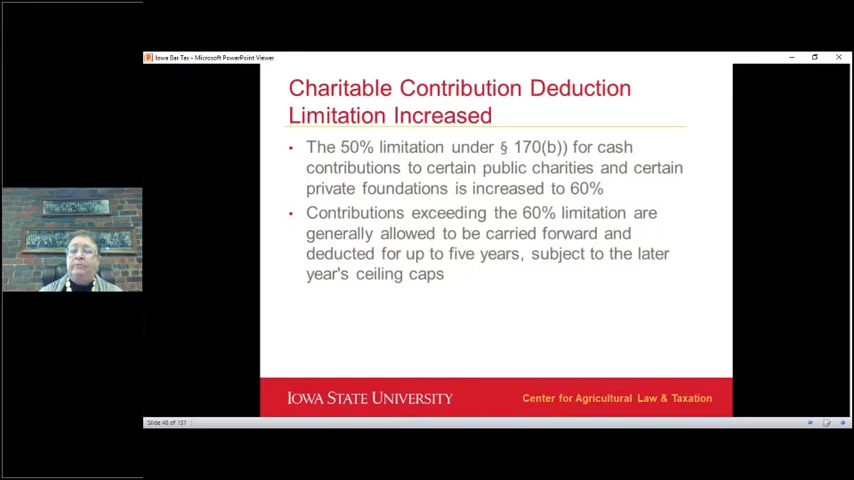 Iowa Bar Tax - Microsoft PowerPoint Viewer
Charitable Contribution Deduction
Limitation Increased
• The 50% limitation under § 170(b)) for cash
contributions to certain public charities and certain
private foundations is increased to 60%
• Contributions exceeding the 60% limitation are
generally allowed to be carried forward and
deducted for up to five years, subject to the later
year's ceiling caps
IOWA STATE UNIVERSITY
Center for Agricultural Law & Taxation
Slide 48 of 157